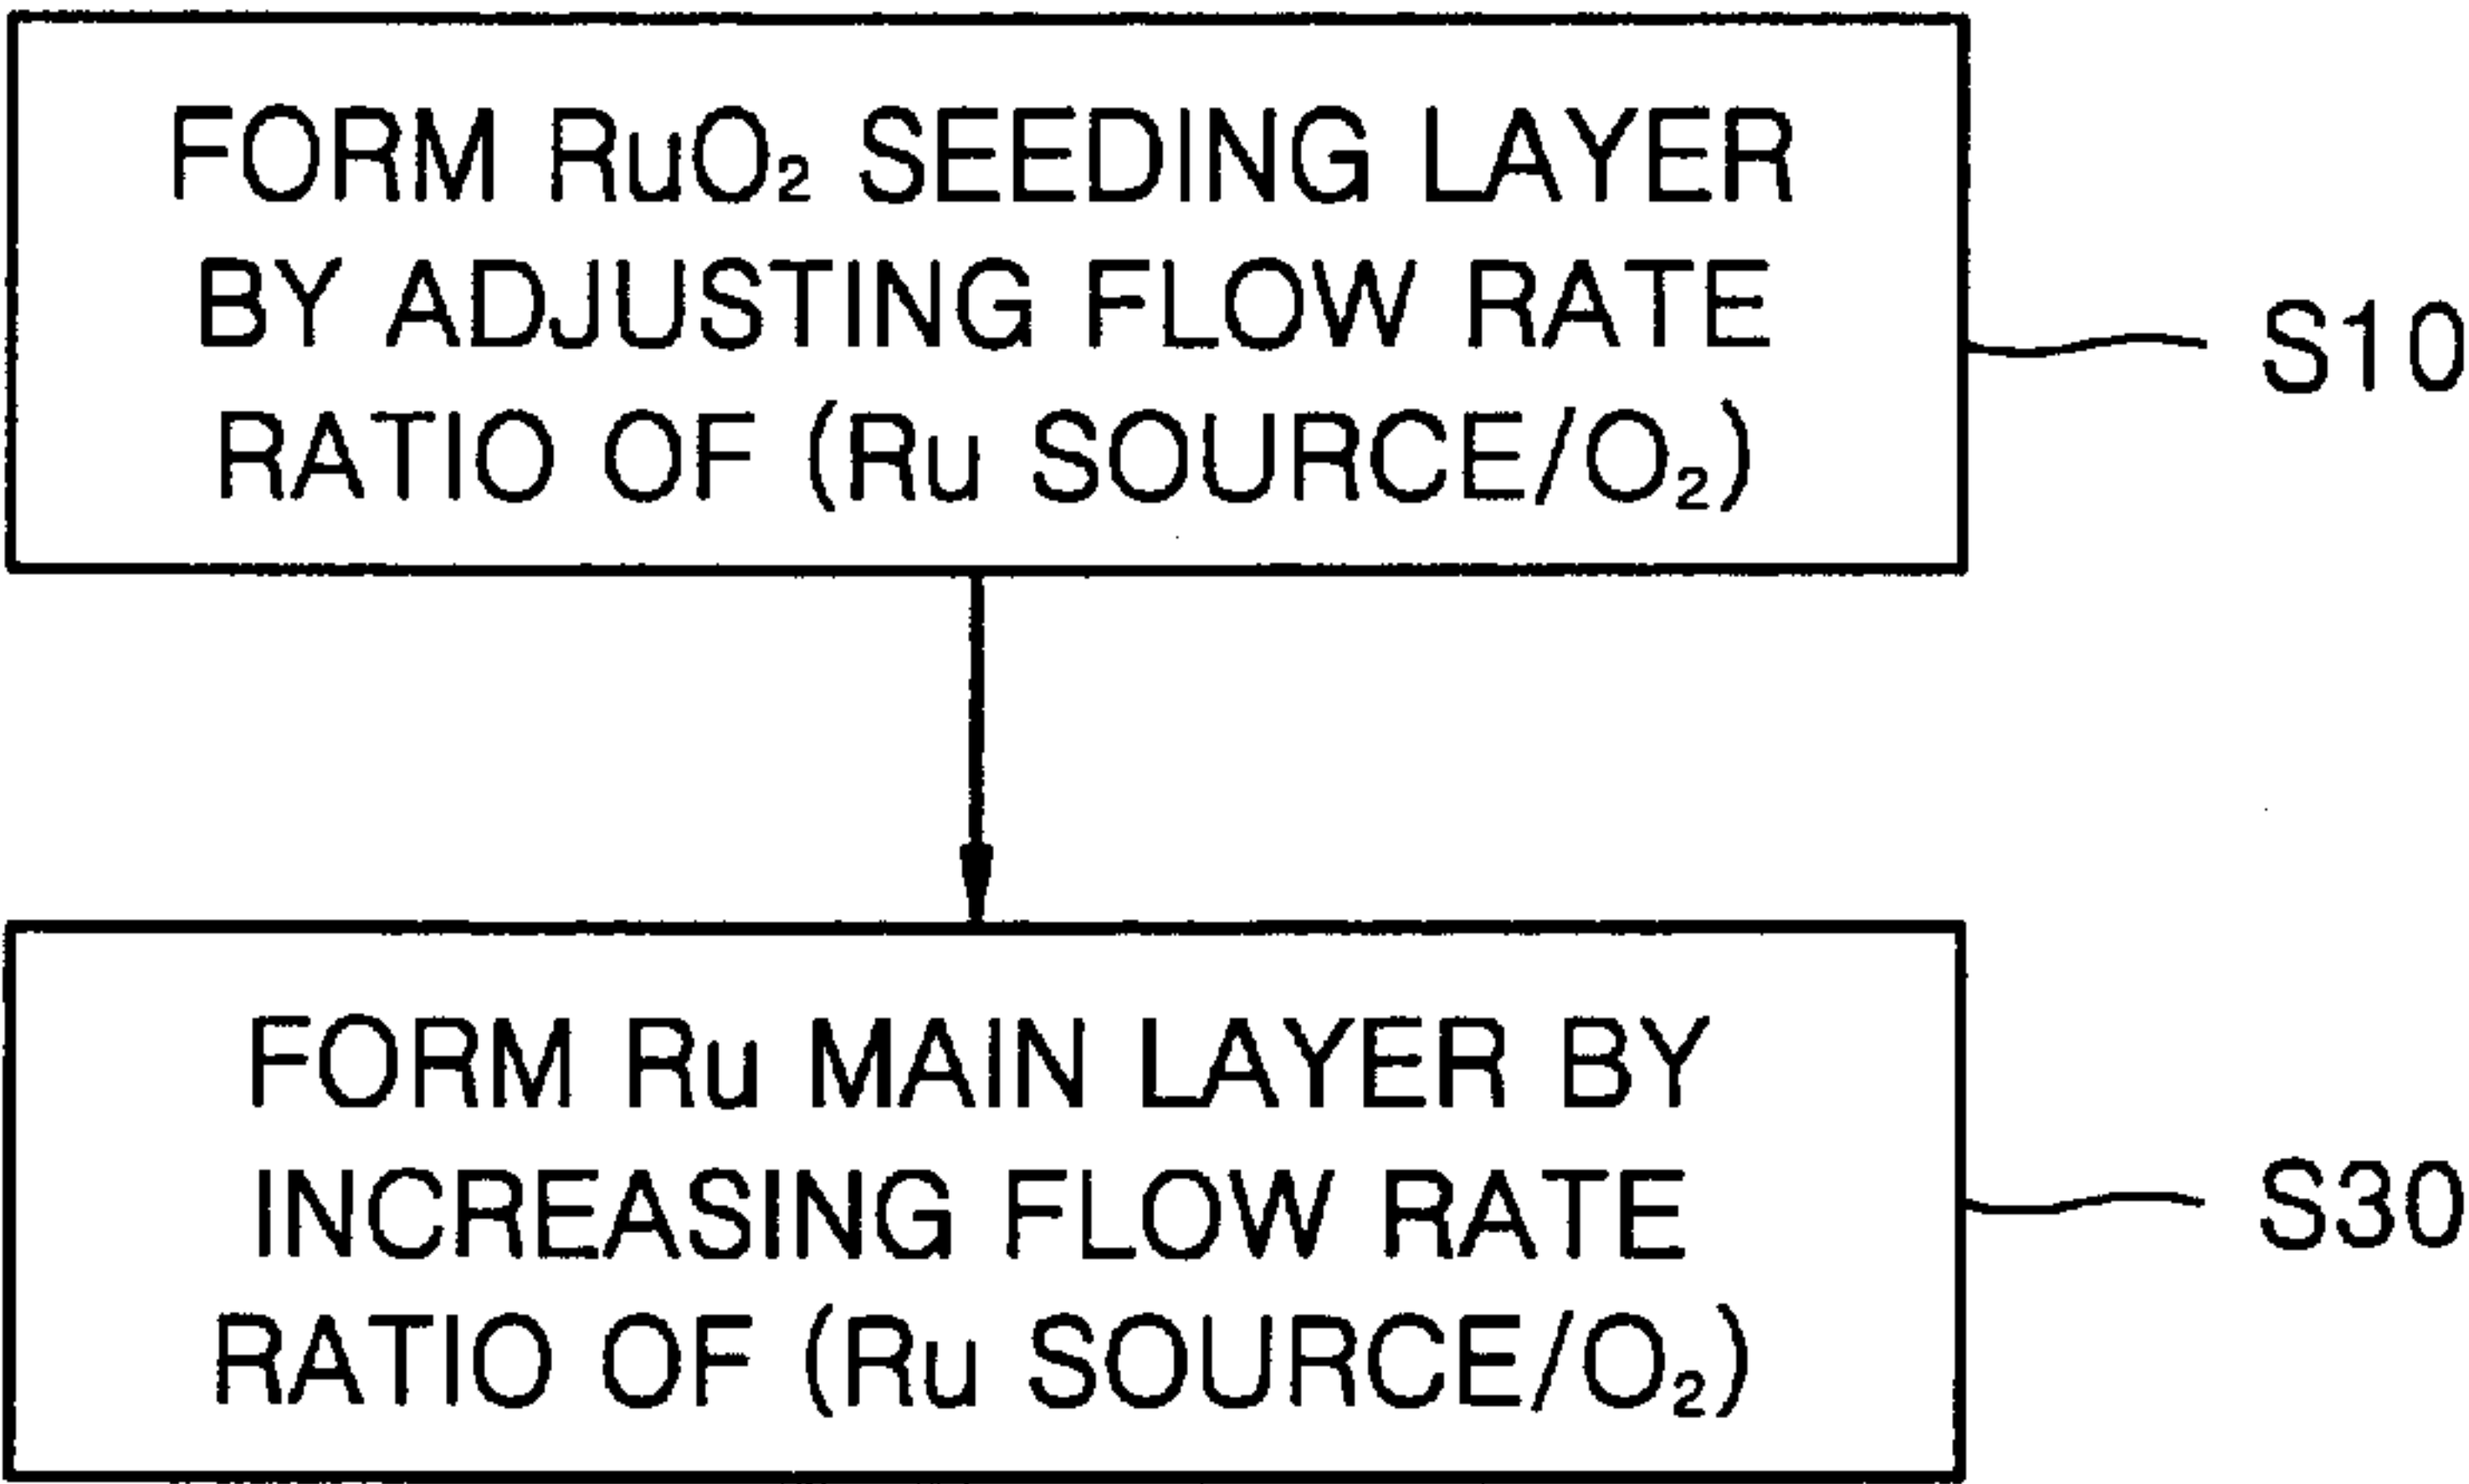 FORM RuO₂ SEEDING LAYER
BY ADJUSTING FLOW RATE
RATIO OF (Ru SOURCE/O₂)
S10
FORM Ru MAIN LAYER BY
INCREASING FLOW RATE
RATIO OF (Ru SOURCE/O₂)
S30